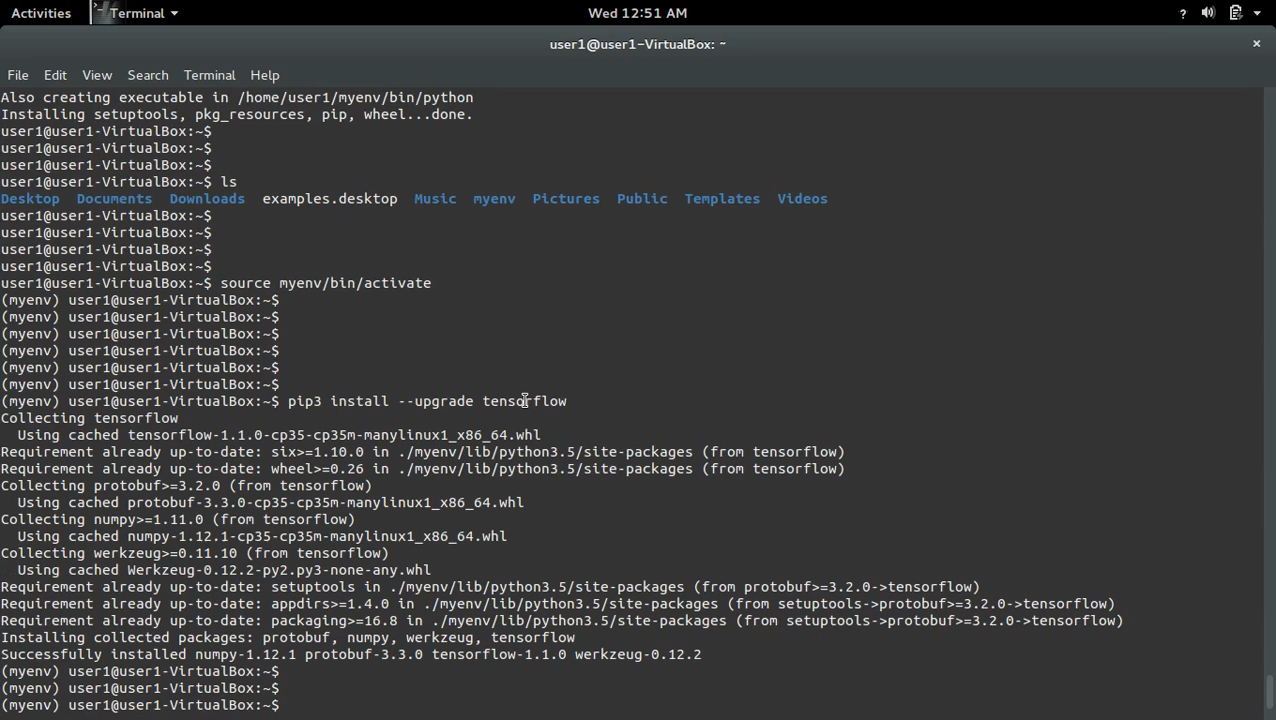 Activities Terminal Wed 12:51 AM ?
user1@user1-VirtualBox: ~ ×
File Edit View Search Terminal Help
Also creating executable in /home/user1/myenv/bin/python
Installing setuptools, pkg_resources, pip, wheel...done.
user1@user1-VirtualBox:~$
user1@user1-VirtualBox:~$
user1@user1-VirtualBox:~$
user1@user1-VirtualBox:~$ ls
Desktop Documents Downloads examples.desktop Music myenv Pictures Public Templates Videos
user1@user1-VirtualBox:~$
user1@user1-VirtualBox:~$
user1@user1-VirtualBox:~$
user1@user1-VirtualBox:~$
user1@user1-VirtualBox:~$ source myenv/bin/activate
(myenv) user1@user1-VirtualBox:~$
(myenv) user1@user1-VirtualBox:~$
(myenv) user1@user1-VirtualBox:~$
(myenv) user1@user1-VirtualBox:~$
(myenv) user1@user1-VirtualBox:~$
(myenv) user1@user1-VirtualBox:~$
(myenv) user1@user1-VirtualBox:~$ pip3 install --upgrade tensorflow
Collecting tensorflow
  Using cached tensorflow-1.1.0-cp35-cp35m-manylinux1_x86_64.whl
Requirement already up-to-date: six>=1.10.0 in ./myenv/lib/python3.5/site-packages (from tensorflow)
Requirement already up-to-date: wheel>=0.26 in ./myenv/lib/python3.5/site-packages (from tensorflow)
Collecting protobuf>=3.2.0 (from tensorflow)
  Using cached protobuf-3.3.0-cp35-cp35m-manylinux1_x86_64.whl
Collecting numpy>=1.11.0 (from tensorflow)
  Using cached numpy-1.12.1-cp35-cp35m-manylinux1_x86_64.whl
Collecting werkzeug>=0.11.10 (from tensorflow)
  Using cached Werkzeug-0.12.2-py2.py3-none-any.whl
Requirement already up-to-date: setuptools in ./myenv/lib/python3.5/site-packages (from protobuf>=3.2.0->tensorflow)
Requirement already up-to-date: appdirs>=1.4.0 in ./myenv/lib/python3.5/site-packages (from setuptools->protobuf>=3.2.0->tensorflow)
Requirement already up-to-date: packaging>=16.8 in ./myenv/lib/python3.5/site-packages (from setuptools->protobuf>=3.2.0->tensorflow)
Installing collected packages: protobuf, numpy, werkzeug, tensorflow
Successfully installed numpy-1.12.1 protobuf-3.3.0 tensorflow-1.1.0 werkzeug-0.12.2
(myenv) user1@user1-VirtualBox:~$
(myenv) user1@user1-VirtualBox:~$
(myenv) user1@user1-VirtualBox:~$